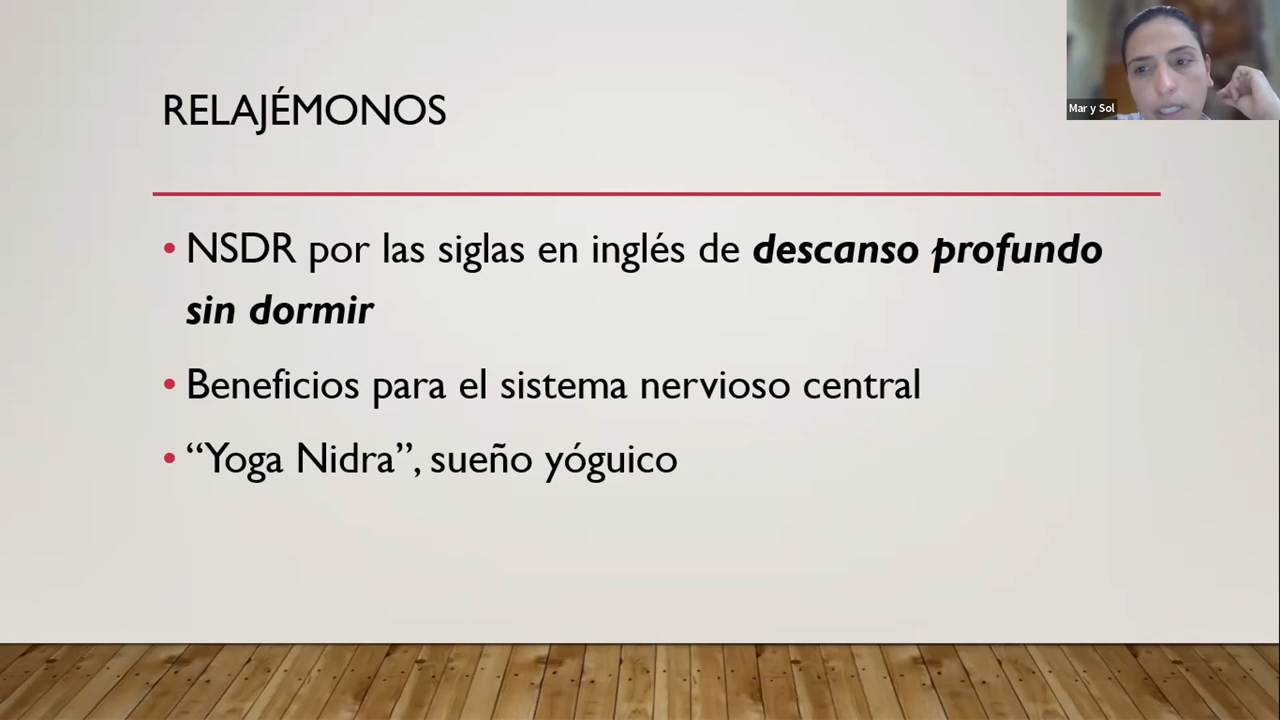 RELAJÉMONOS
Mar y Sol
• NSDR por las siglas en inglés de descanso profundo
sin dormir
• Beneficios para el sistema nervioso central
• “Yoga Nidra”, sueño yóguico